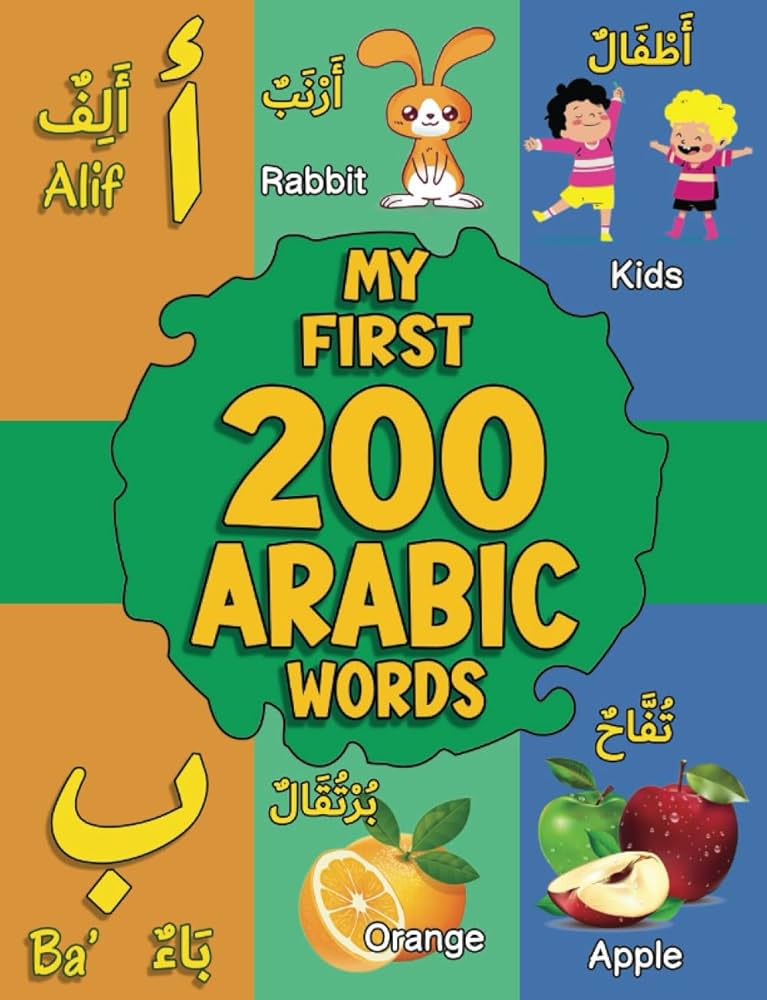 أَلِفٌ
أ
Alif
أَرْنَبٌ
Rabbit
أَطْفَالٌ
Kids
MY
FIRST
200
ARABIC
WORDS
ب
Ba’
بَاءٌ
بُرْتُقَالٌ
Orange
تُفَّاحٌ
Apple